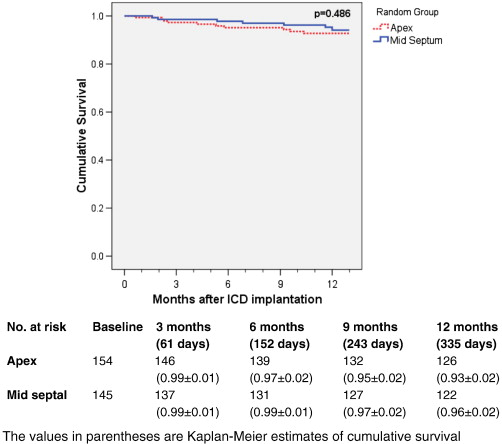 p=0.486
Random Group
Apex
Mid Septum
Cumulative Survival
1.0
0.8
0.6
0.4
0.2
0.0
0 3 6 9 12
Months after ICD implantation
No. at risk Baseline 3 months 6 months 9 months 12 months
(61 days) (152 days) (243 days) (335 days)
Apex 154 146 139 132 126
(0.99±0.01) (0.97±0.02) (0.95±0.02) (0.93±0.02)
Mid septal 145 137 131 127 122
(0.99±0.01) (0.99±0.01) (0.97±0.02) (0.96±0.02)
The values in parentheses are Kaplan-Meier estimates of cumulative survival